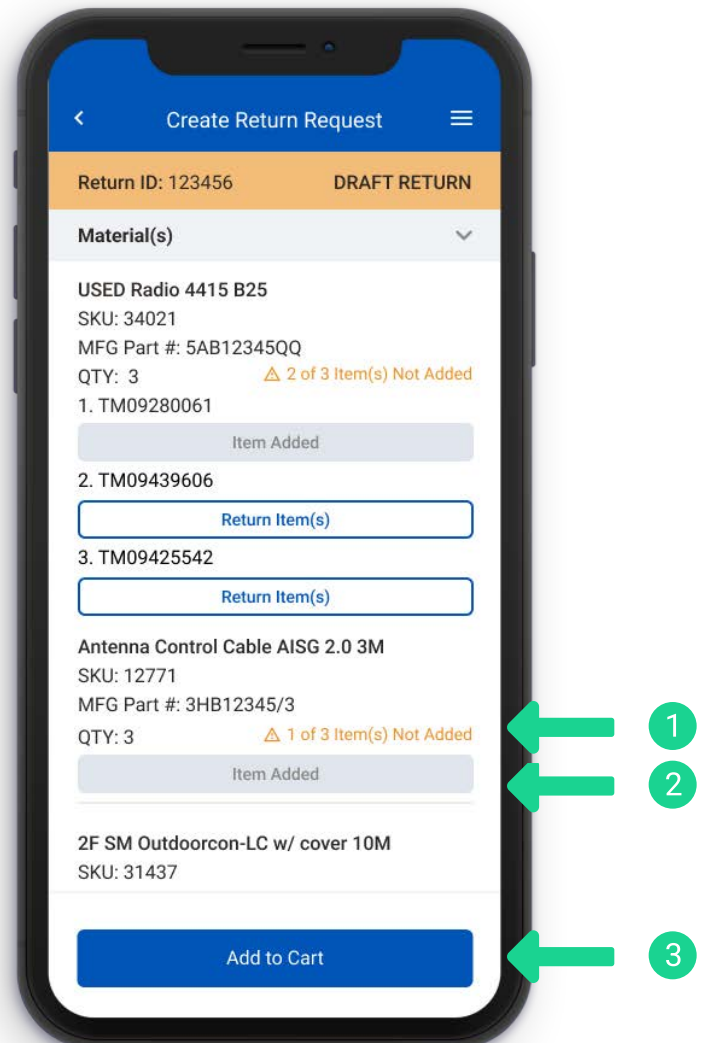 Create Return Request
Return ID: 123456 DRAFT RETURN
Material(s)
USED Radio 4415 B25
SKU: 34021
MFG Part #: 5AB12345QQ
QTY: 3 2 of 3 Item(s) Not Added
1. TM09280061
Item Added
2. TM09439606
Return Item(s)
3. TM09425542
Return Item(s)
Antenna Control Cable AISG 2.0 3M
SKU: 12771
MFG Part #: 3HB12345/3
QTY: 3 1 of 3 Item(s) Not Added
1
Item Added
2
2F SM Outdoorcon-LC w/ cover 10M
SKU: 31437
Add to Cart
3